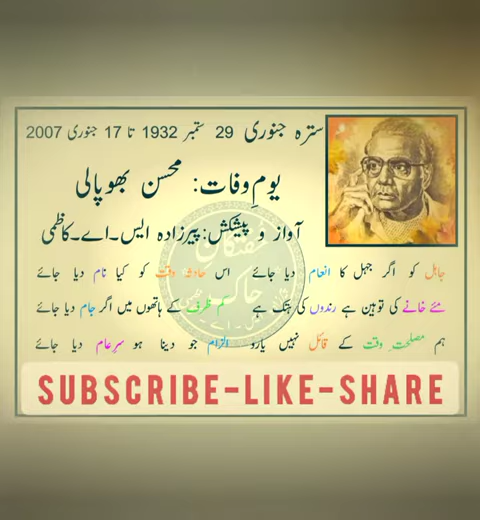 سترہ جنوری 29 ستمبر 1932 تا 17 جنوری 2007
یومِ وفات: محسن بھوپالی
آواز و پیشکش: پیرزادہ ایس۔اے۔کاظمی
جاہل کو اگر جہل کا انعام دیا جائے اس حادثۂ وقت کو کیا نام دیا جائے
مئے خانے کی توہین ہے رندوں کی ہتک ہے کم ظرف کے ہاتھوں میں اگر جام دیا جائے
ہم مصلحتِ وقت کے قائل نہیں یارو الزام جو دینا ہو سرِعام دیا جائے
SUBSCRIBE-LIKE-SHARE